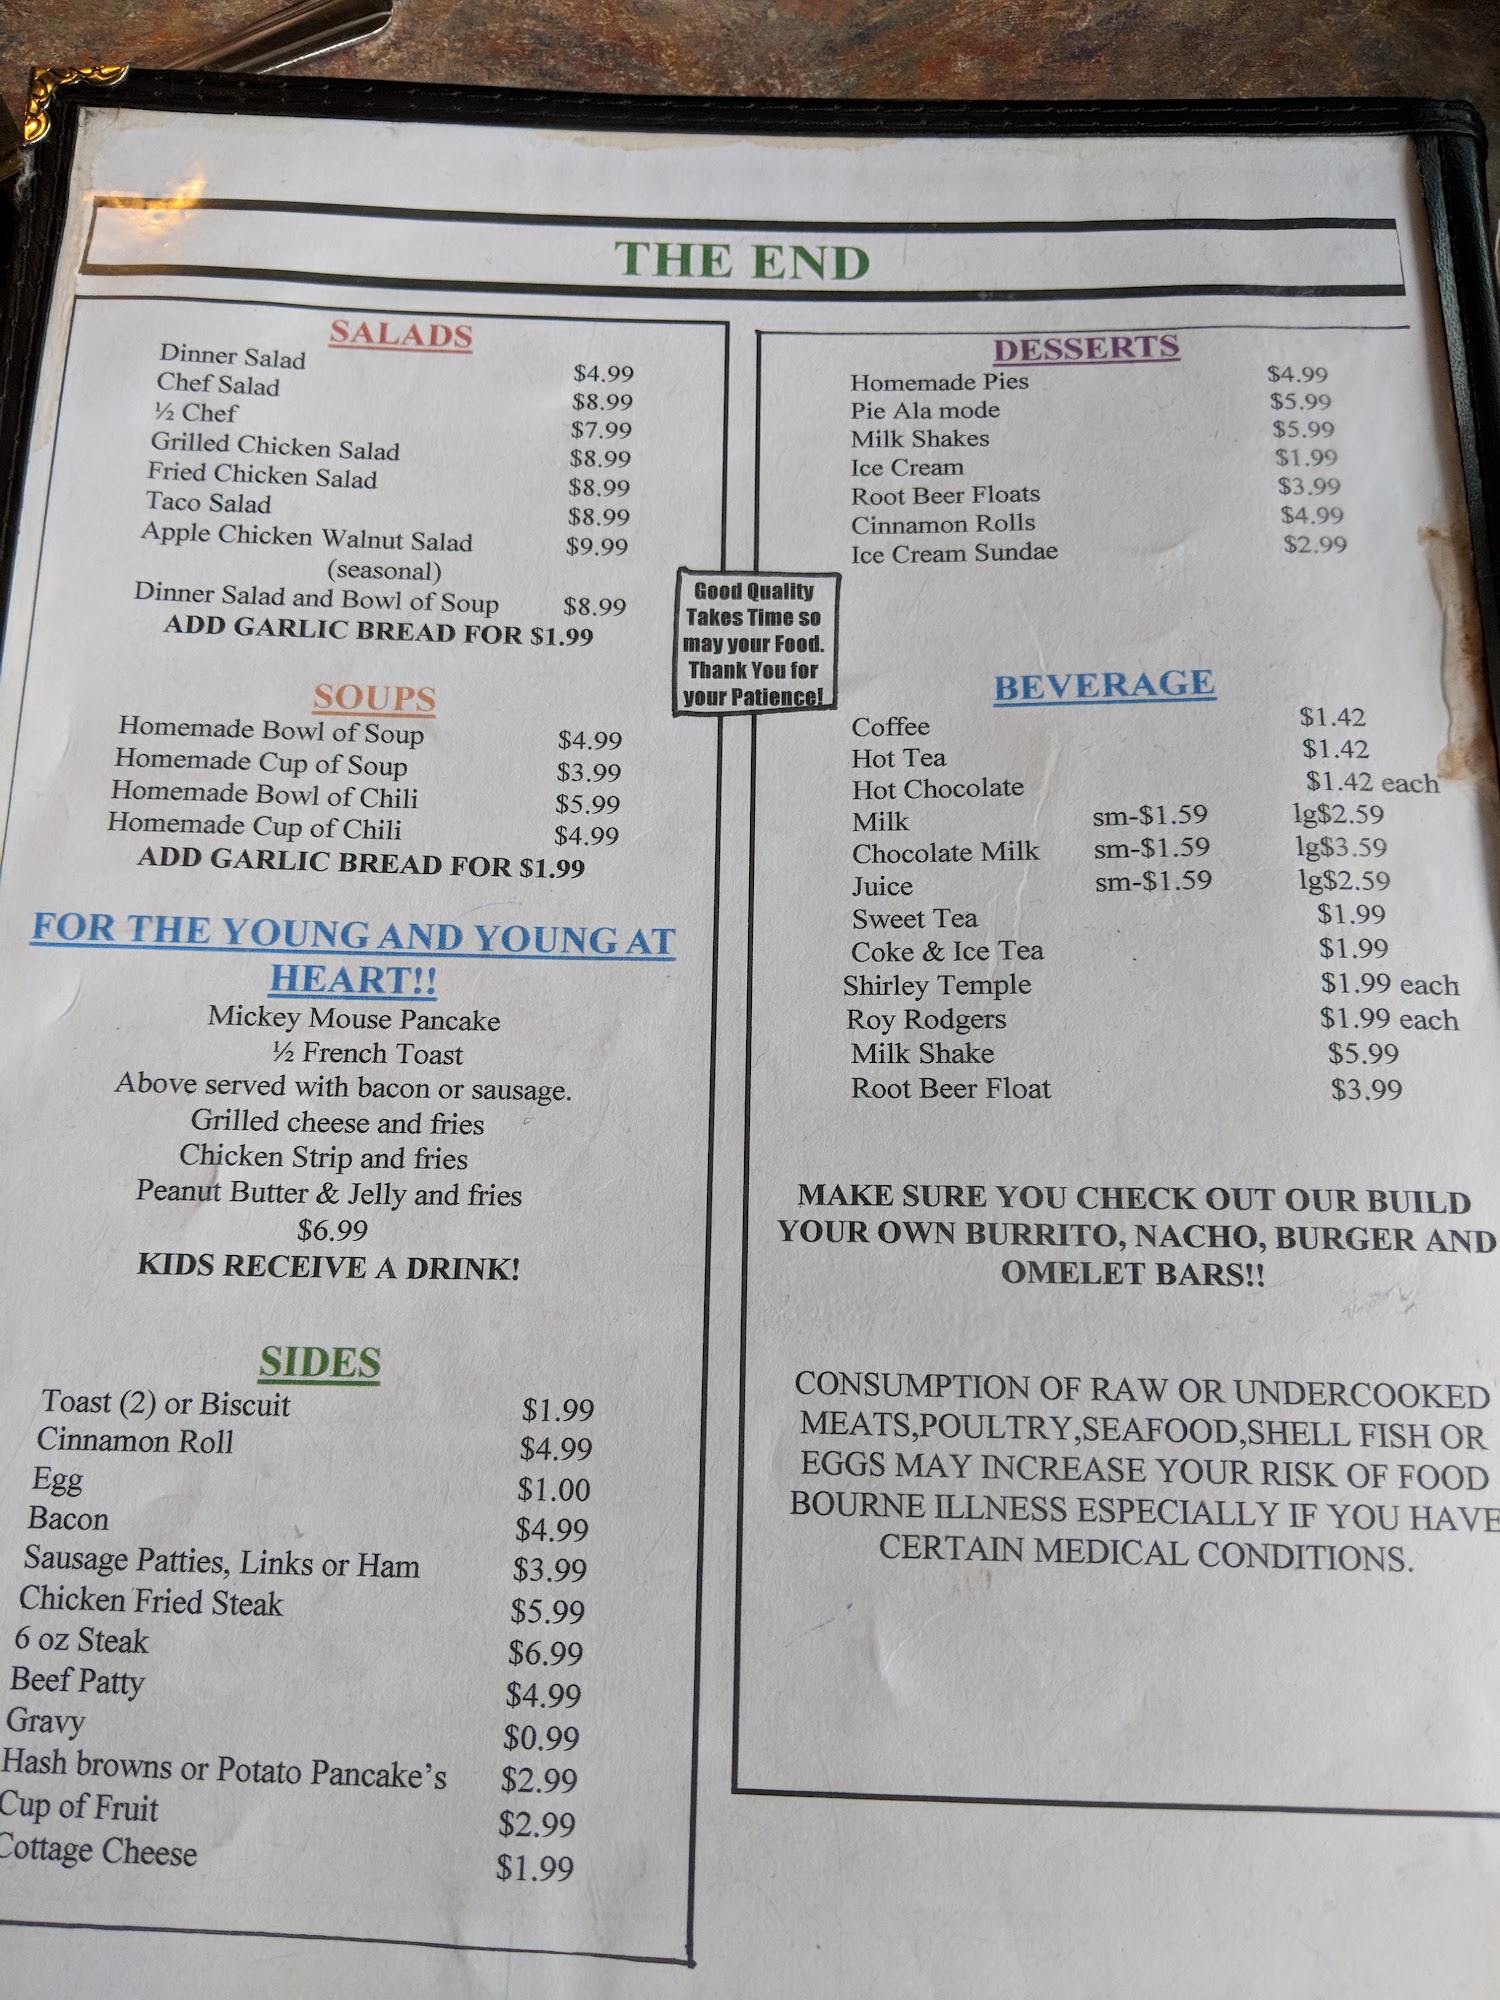 THE END
SALADS
Dinner Salad $4.99
Chef Salad $8.99
½ Chef $7.99
Grilled Chicken Salad $8.99
Fried Chicken Salad $8.99
Taco Salad $8.99
Apple Chicken Walnut Salad $9.99
(seasonal)
Dinner Salad and Bowl of Soup $8.99
ADD GARLIC BREAD FOR $1.99
SOUPS
Homemade Bowl of Soup $4.99
Homemade Cup of Soup $3.99
Homemade Bowl of Chili $5.99
Homemade Cup of Chili $4.99
ADD GARLIC BREAD FOR $1.99
FOR THE YOUNG AND YOUNG AT
HEART!!
Mickey Mouse Pancake
½ French Toast
Above served with bacon or sausage.
Grilled cheese and fries
Chicken Strip and fries
Peanut Butter & Jelly and fries
$6.99
KIDS RECEIVE A DRINK!
SIDES
Toast (2) or Biscuit $1.99
Cinnamon Roll $4.99
Egg $1.00
Bacon $4.99
Sausage Patties, Links or Ham $3.99
Chicken Fried Steak $5.99
6 oz Steak $6.99
Beef Patty $4.99
Gravy $0.99
Hash browns or Potato Pancake's $2.99
Cup of Fruit $2.99
Cottage Cheese $1.99
Good Quality
Takes Time so
may your Food.
Thank You for
your Patience!
DESSERTS
Homemade Pies $4.99
Pie Ala mode $5.99
Milk Shakes $5.99
Ice Cream $1.99
Root Beer Floats $3.99
Cinnamon Rolls $4.99
Ice Cream Sundae $2.99
BEVERAGE
Coffee $1.42
Hot Tea $1.42
Hot Chocolate $1.42 each
Milk sm-$1.59 lg$2.59
Chocolate Milk sm-$1.59 lg$3.59
Juice sm-$1.59 lg$2.59
Sweet Tea $1.99
Coke & Ice Tea $1.99
Shirley Temple $1.99 each
Roy Rodgers $1.99 each
Milk Shake $5.99
Root Beer Float $3.99
MAKE SURE YOU CHECK OUT OUR BUILD
YOUR OWN BURRITO, NACHO, BURGER AND
OMELET BARS!!
CONSUMPTION OF RAW OR UNDERCOOKED
MEATS,POULTRY,SEAFOOD,SHELL FISH OR
EGGS MAY INCREASE YOUR RISK OF FOOD
BOURNE ILLNESS ESPECIALLY IF YOU HAVE
CERTAIN MEDICAL CONDITIONS.